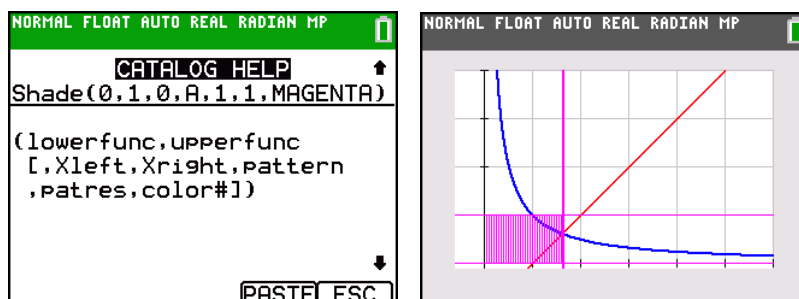 NORMAL FLOAT AUTO REAL RADIAN MP
CATALOG HELP
Shade(0,1,0,A,1,1,MAGENTA)
(lowerfunc,upperfunc
[,Xleft,Xright,pattern
,patres,color#])
PASTE ESC
NORMAL FLOAT AUTO REAL RADIAN MP